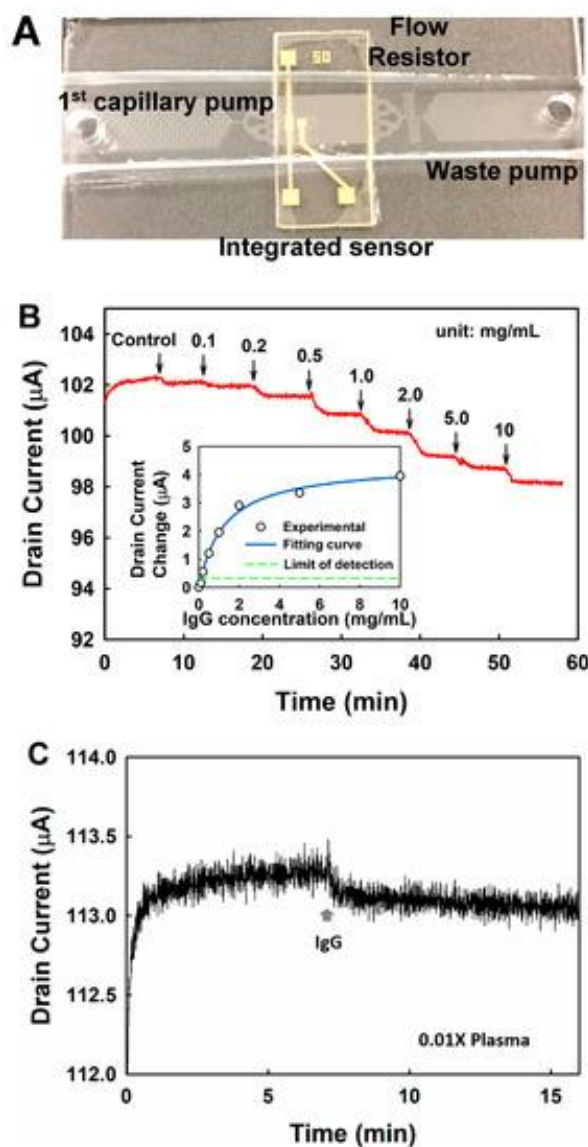 A
Flow
Resistor
1st capillary pump
Waste pump
Integrated sensor
B
Drain Current (µA)
104
102
100
98
96
94
92
Control
0.1
0.2
0.5
1.0
2.0
5.0
10
unit: mg/mL
Drain Current
Change (µA)
5
4
3
2
1
0
Experimental
Fitting curve
Limit of detection
0 2 4 6 8 10
IgG concentration (mg/mL)
0 10 20 30 40 50 60
Time (min)
C
Drain Current (µA)
114.0
113.5
113.0
112.5
112.0
IgG
0.01X Plasma
0 5 10 15
Time (min)